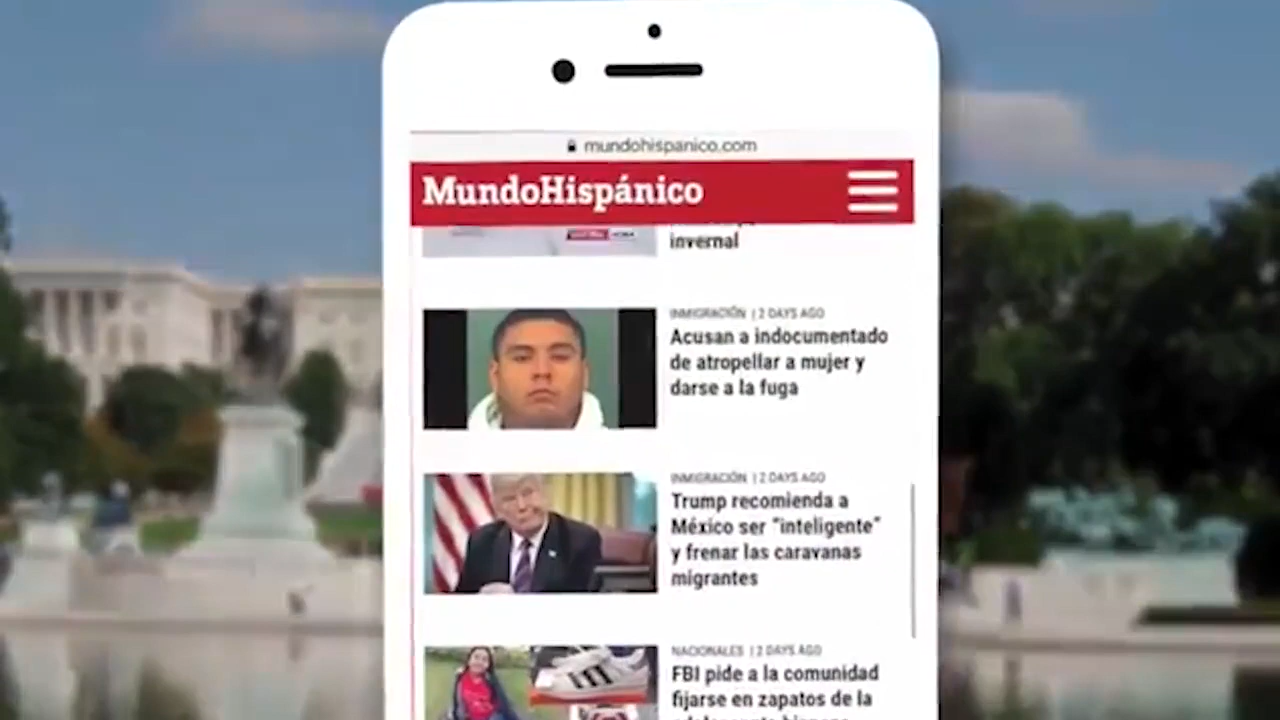 mundohispanico.com
MundoHispánico
invernal
INMIGRACIÓN | 2 DAYS AGO
Acusan a indocumentado
de atropellar a mujer y
darse a la fuga
INMIGRACIÓN | 2 DAYS AGO
Trump recomienda a
México ser “inteligente”
y frenar las caravanas
migrantes
NACIONALES | 2 DAYS AGO
FBI pide a la comunidad
fijarse en zapatos de la